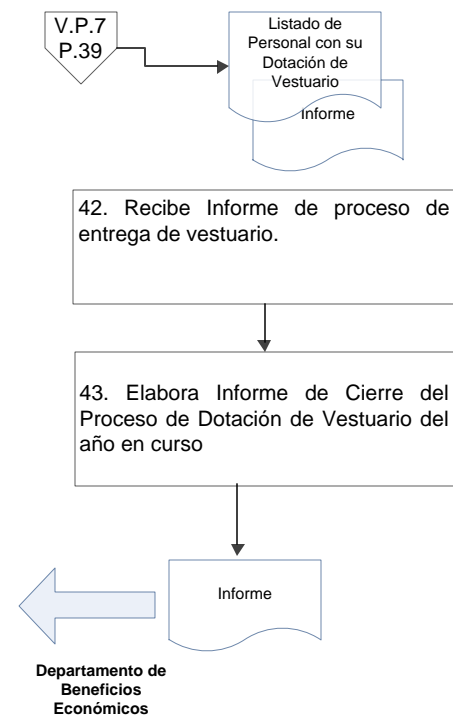 V.P.7
P.39
Listado de
Personal con su
Dotación de
Vestuario
Informe
42. Recibe Informe de proceso de
entrega de vestuario.
43. Elabora Informe de Cierre del
Proceso de Dotación de Vestuario del
año en curso
Informe
Departamento de
Beneficios
Económicos